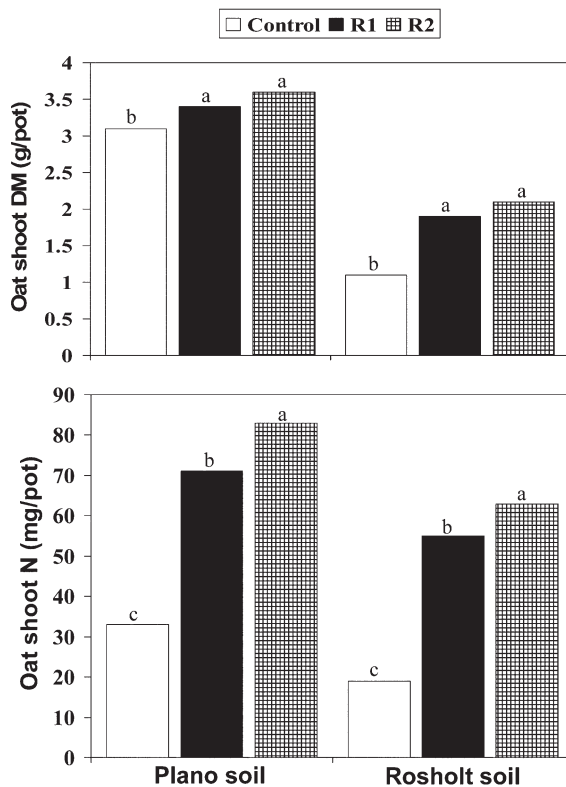 Control R1 R2
Oat shoot DM (g/pot)
4
3.5
3
2.5
2
1.5
1
0.5
0
b a a
b a a
Oat shoot N (mg/pot)
90
80
70
60
50
40
30
20
10
0
c b a
c b a
Plano soil Rosholt soil